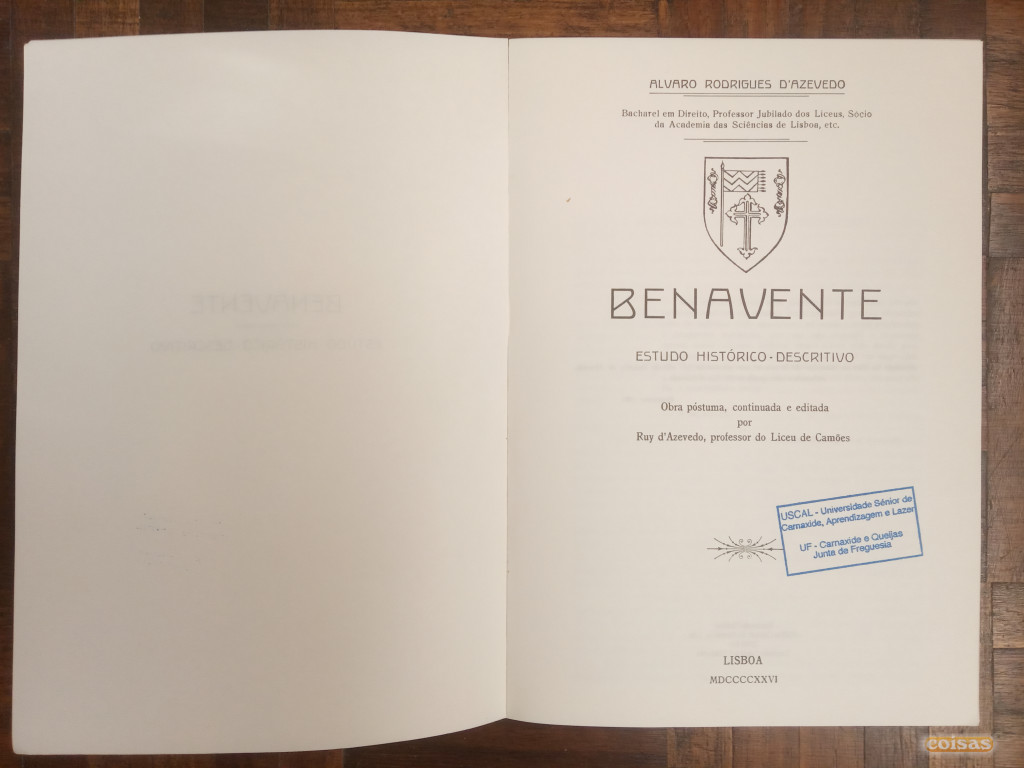 ALVARO RODRIGUES D'AZEVEDO
Bacharel em Direito, Professor Jubilado dos Liceus, Sócio
da Academia das Sciências de Lisboa, etc.
BENAVENTE
ESTUDO HISTÓRICO-DESCRITIVO
Obra póstuma, continuada e editada
por
Ruy d'Azevedo, professor do Liceu de Camões
USCAL - Universidade Sénior de
Carnaxide, Aprendizagem e Lazer
UF - Carnaxide e Queijas
Junta de Freguesia
LISBOA
MDCCCCXXVI
coisas